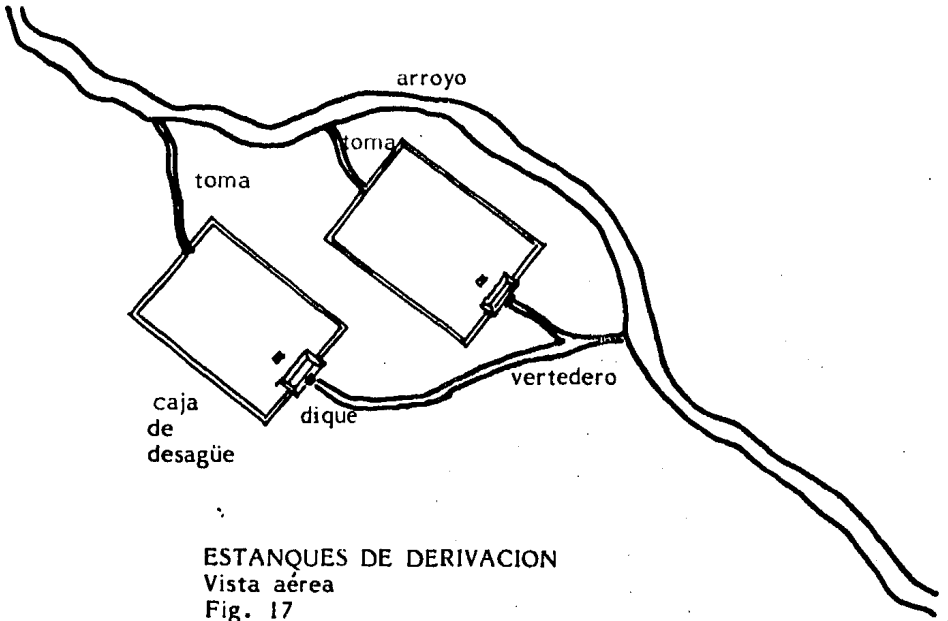 arroyo
toma
toma
vertedero
dique
caja
de
desagüe
ESTANQUES DE DERIVACION
Vista aérea
Fig. 17